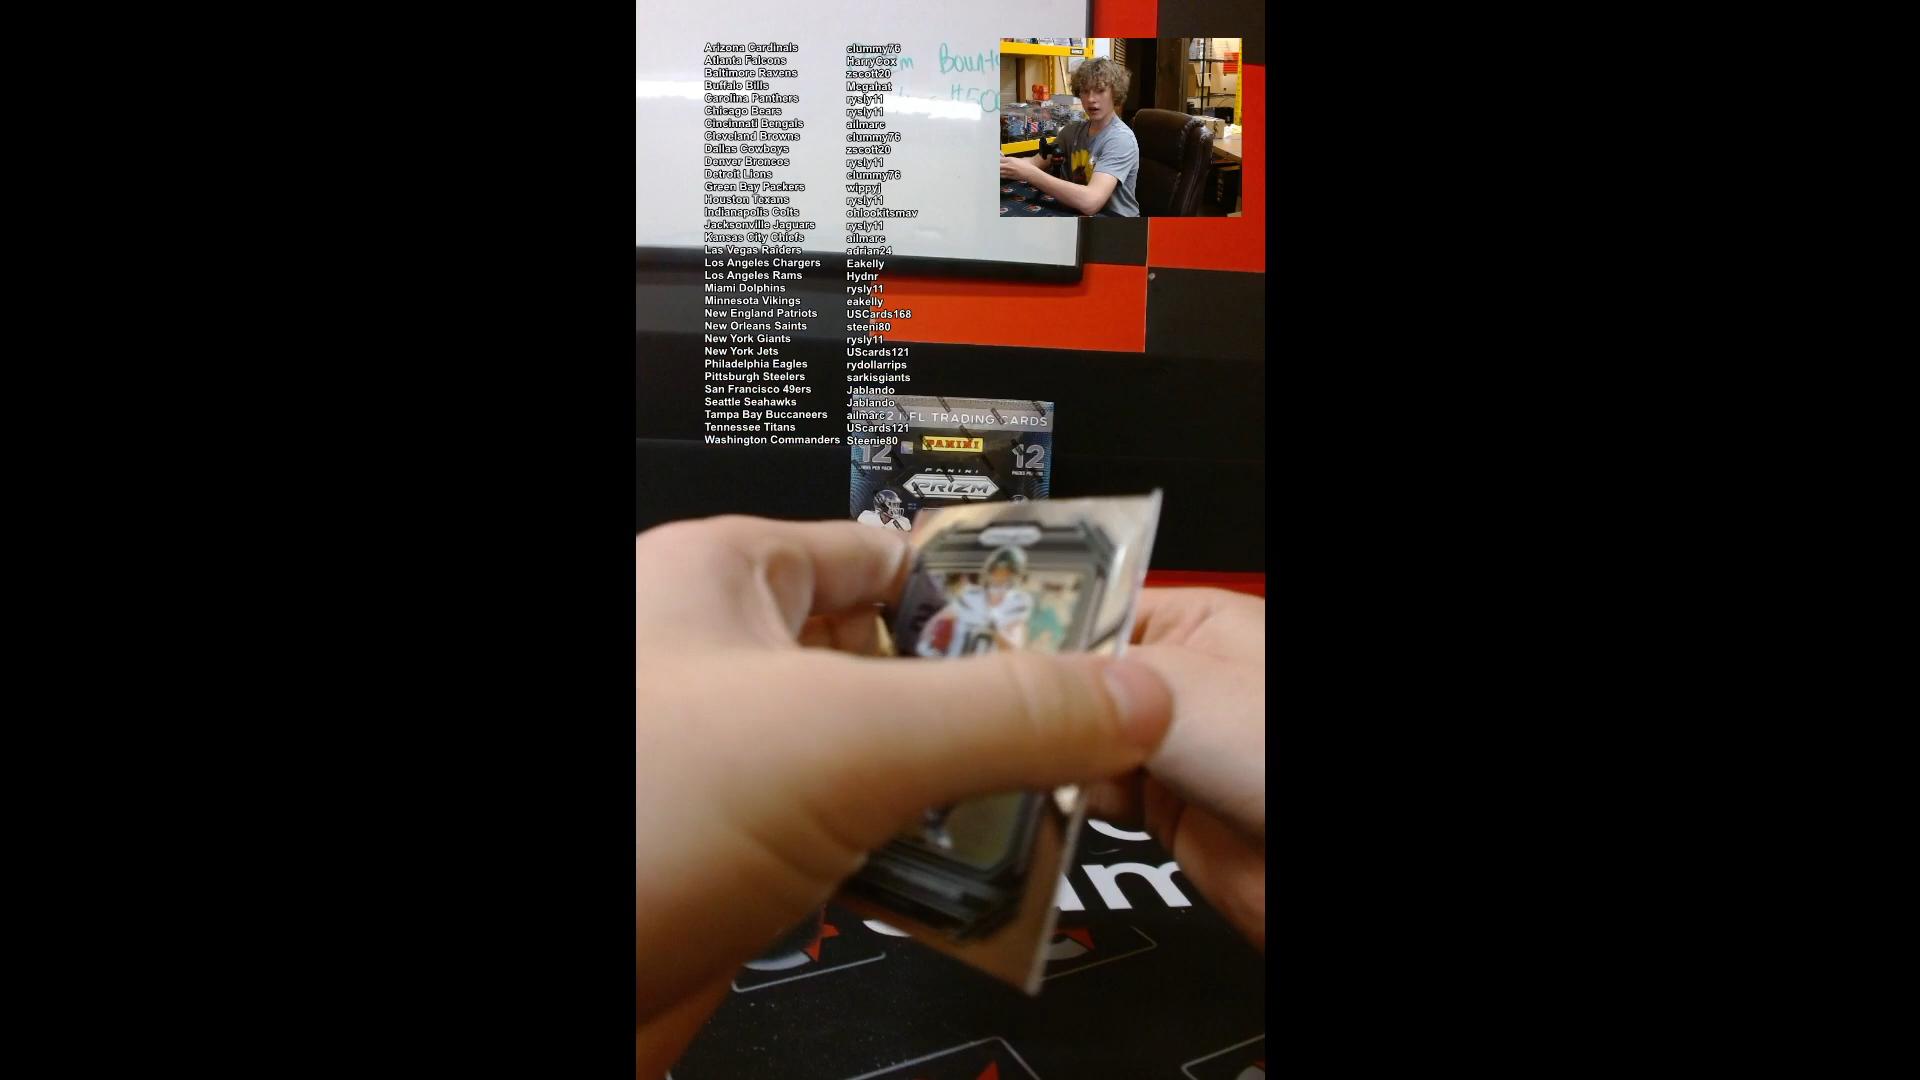 Arizona Cardinals clummy76
Atlanta Falcons HarryCox
Baltimore Ravens zscott20
Buffalo Bills Mcgahat
Carolina Panthers rysly11
Chicago Bears rysly11
Cincinnati Bengals ailmarc
Cleveland Browns clummy76
Dallas Cowboys zscott20
Denver Broncos rysly11
Detroit Lions clummy76
Green Bay Packers wippyj
Houston Texans rysly11
Indianapolis Colts ohlookitsmav
Jacksonville Jaguars rysly11
Kansas City Chiefs ailmarc
Las Vegas Raiders adrian24
Los Angeles Chargers Eakelly
Los Angeles Rams Hydnr
Miami Dolphins rysly11
Minnesota Vikings eakelly
New England Patriots USCards168
New Orleans Saints steeni80
New York Giants rysly11
New York Jets UScards121
Philadelphia Eagles rydollarrips
Pittsburgh Steelers sarkisgiants
San Francisco 49ers Jablando
Seattle Seahawks Jablando
Tampa Bay Buccaneers ailmarc
Tennessee Titans UScards121
Washington Commanders Steenie80
NFL TRADING CARDS
PANINI
12 12
PANINI
PRIZM